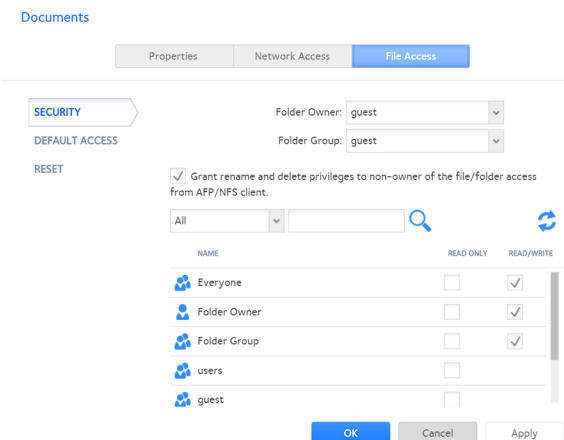 Documents
Properties Network Access File Access
SECURITY
DEFAULT ACCESS
RESET
Folder Owner: guest
Folder Group: guest
Grant rename and delete privileges to non-owner of the file/folder access
from AFP/NFS client.
All
NAME READ ONLY READ/WRITE
Everyone
Folder Owner
Folder Group
users
guest
OK Cancel Apply